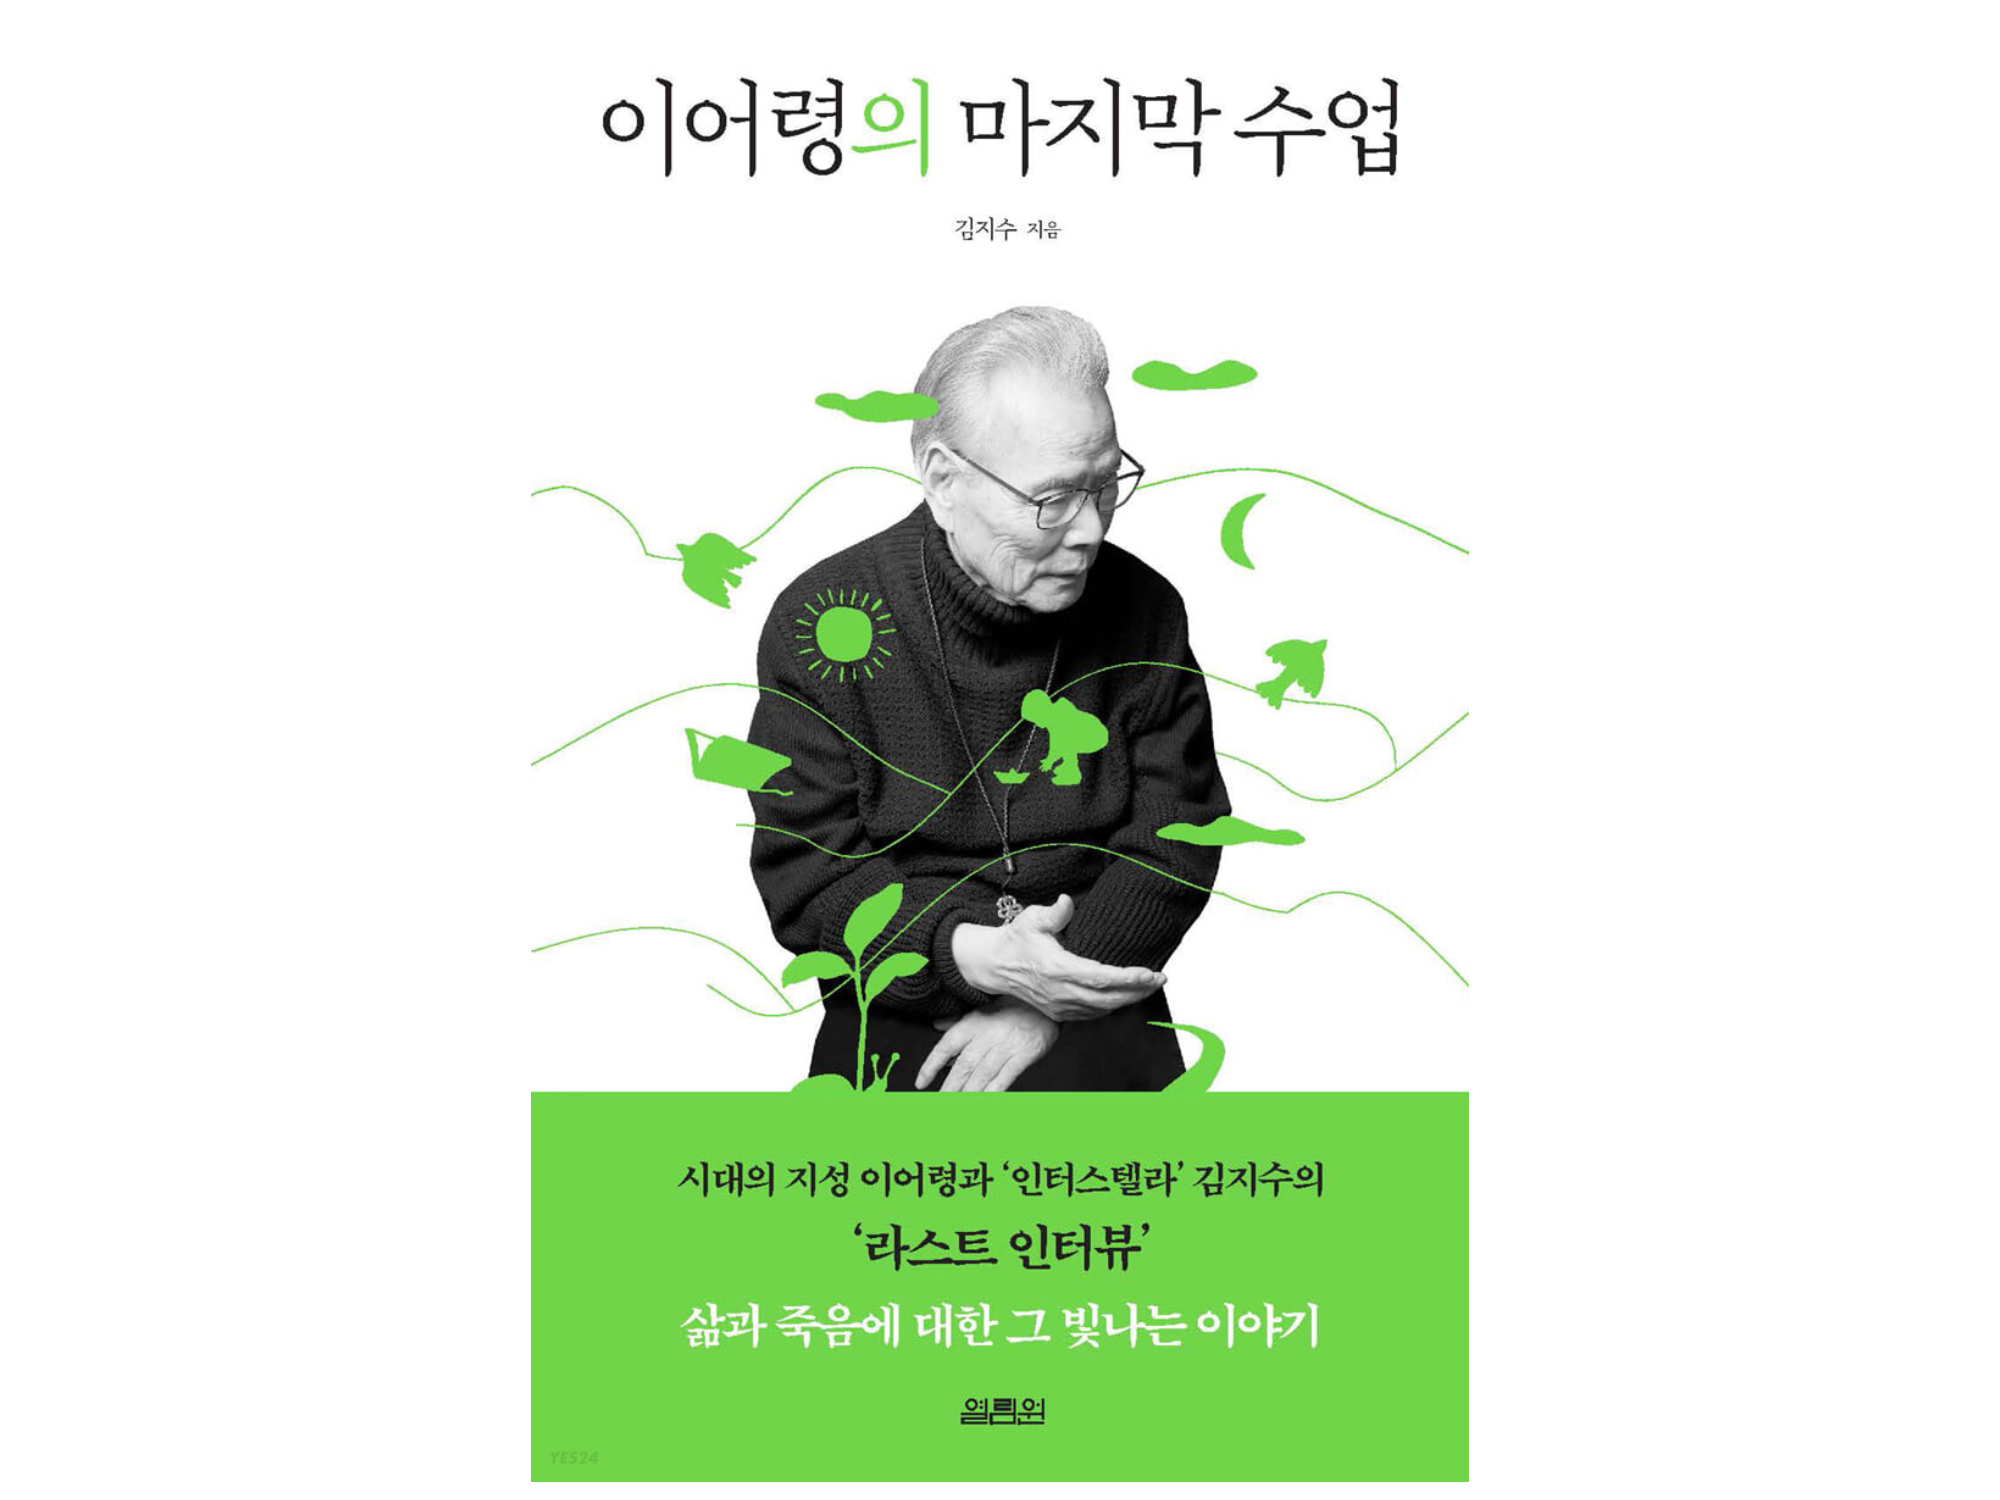 이어령의 마지막 수업
김지수 지음
시대의 지성 이어령과 ‘인터스텔라’ 김지수의
‘라스트 인터뷰’
삶과 죽음에 대한 그 빛나는 이야기
열림원
YES24